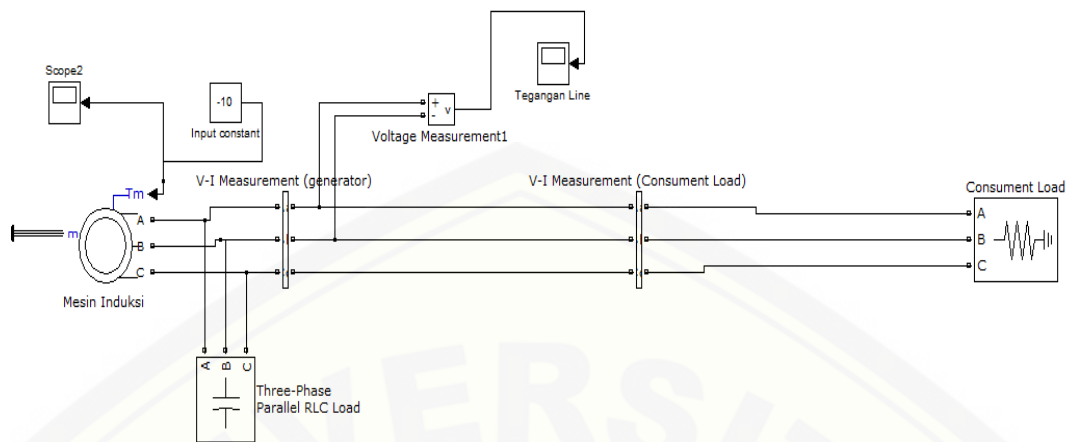 Scope2
-10
Input constant
+
-
v
Voltage Measurement1
Tegangan Line
Tm
m
A
B
C
Mesin Induksi
V-I Measurement (generator)
V-I Measurement (Consument Load)
Consument Load
A
B
C
A
B
C
Three-Phase
Parallel RLC Load
VERSI